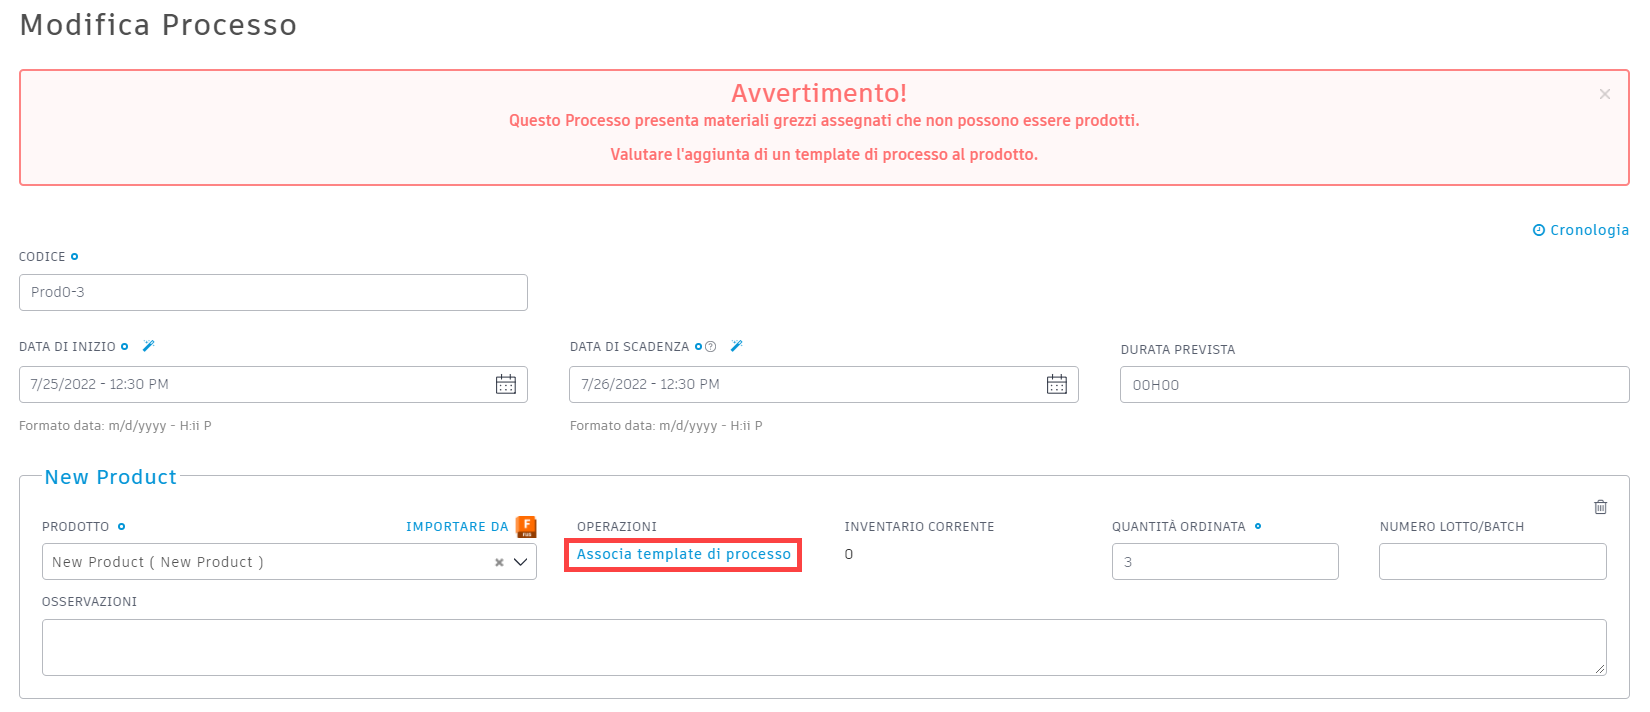 Modifica Processo
Avvertimento!
Questo Processo presenta materiali grezzi assegnati che non possono essere prodotti.
Valutare l'aggiunta di un template di processo al prodotto.
Cronologia
CODICE
Prod0-3
DATA DI INIZIO
7/25/2022 - 12:30 PM
Formato data: m/d/yyyy - H:ii P
DATA DI SCADENZA
7/26/2022 - 12:30 PM
Formato data: m/d/yyyy - H:ii P
DURATA PREVISTA
00H00
New Product
PRODOTTO
IMPORTARE DA
F
New Product ( New Product )
OPERAZIONI
Associa template di processo
INVENTARIO CORRENTE
0
QUANTITÀ ORDINATA
3
NUMERO LOTTO/BATCH
OSSERVAZIONI